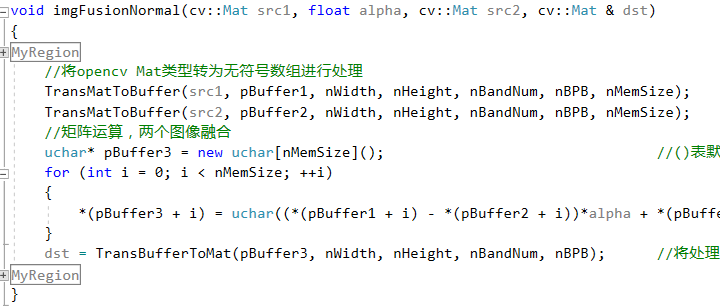 void imgFusionNormal(cv::Mat src1, float alpha, cv::Mat src2, cv::Mat & dst)
{
MyRegion
//将opencv Mat类型转为无符号数组进行处理
TransMatToBuffer(src1, pBuffer1, nWidth, nHeight, nBandNum, nBPB, nMemSize);
TransMatToBuffer(src2, pBuffer2, nWidth, nHeight, nBandNum, nBPB, nMemSize);
//矩阵运算，两个图像融合
uchar* pBuffer3 = new uchar[nMemSize](); //()表默
for (int i = 0; i < nMemSize; ++i)
{
*(pBuffer3 + i) = uchar((*(pBuffer1 + i) - *(pBuffer2 + i))*alpha + *(pBuffe
}
dst = TransBufferToMat(pBuffer3, nWidth, nHeight, nBandNum, nBPB); //将处理
MyRegion
}